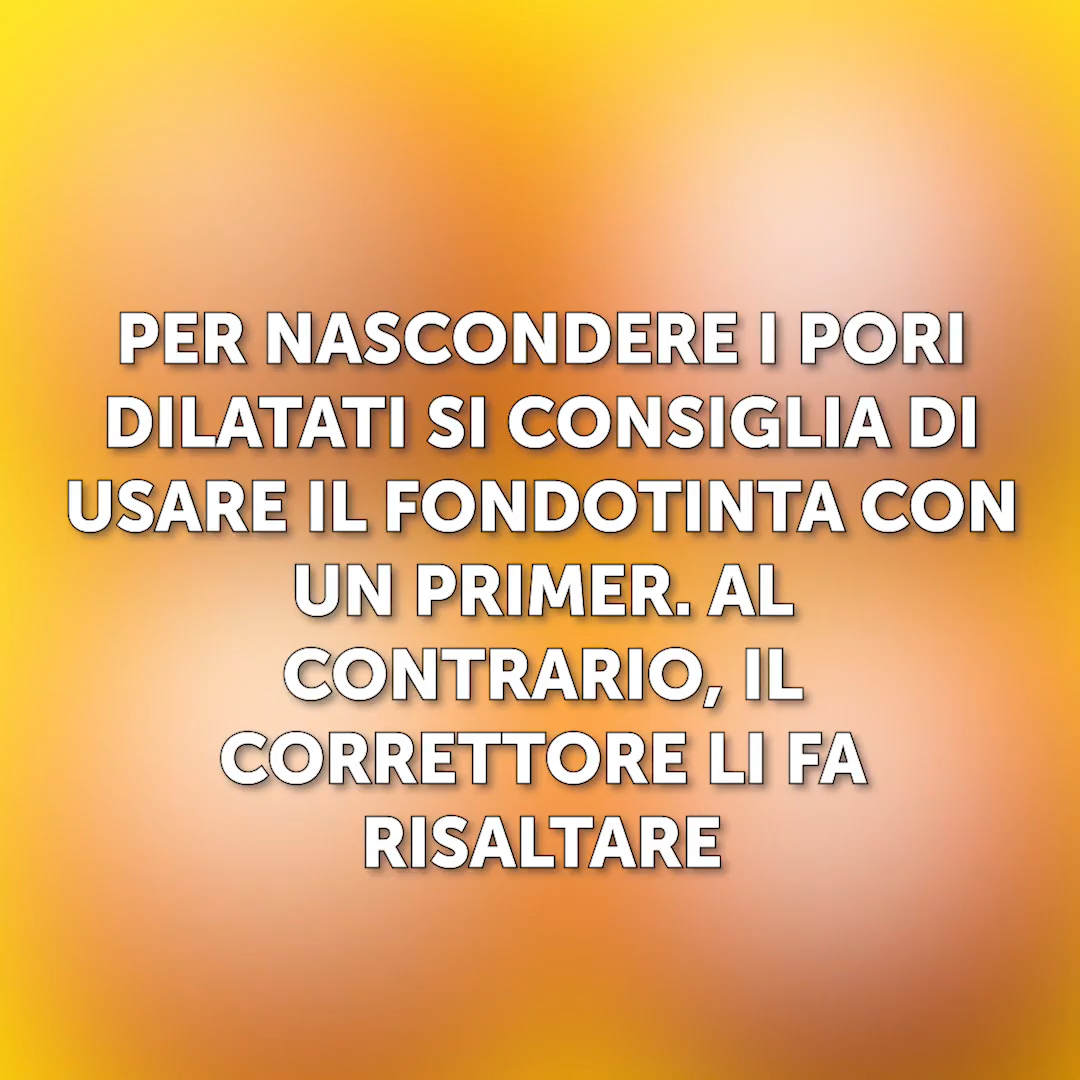 PER NASCONDERE I PORI
DILATATI SI CONSIGLIA DI
USARE IL FONDOTINTA CON
UN PRIMER. AL
CONTRARIO, IL
CORRETTORE LI FA
RISALTARE